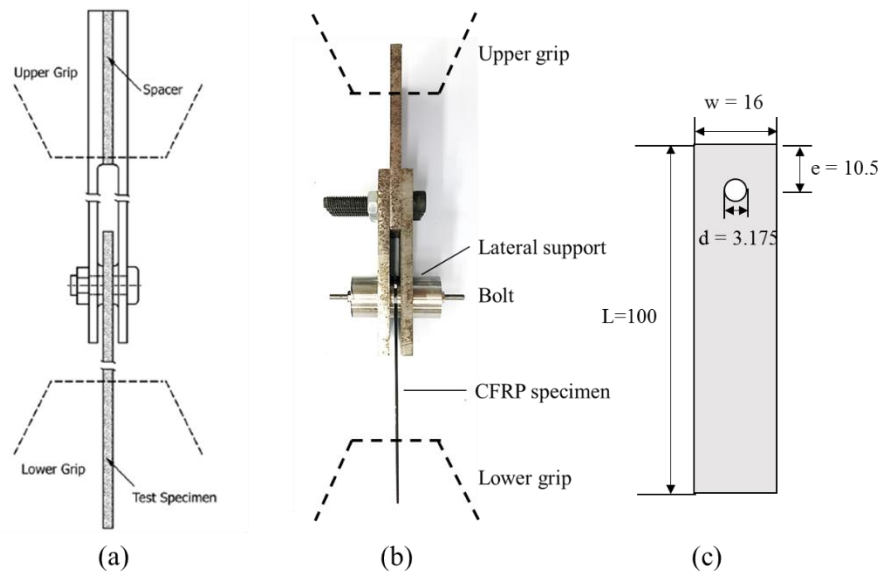 Upper Grip
Spacer
Lower Grip
Test Specimen
(a)
Upper grip
Lateral support
Bolt
CFRP specimen
Lower grip
(b)
w = 16
e = 10.5
d = 3.175
L=100
(c)